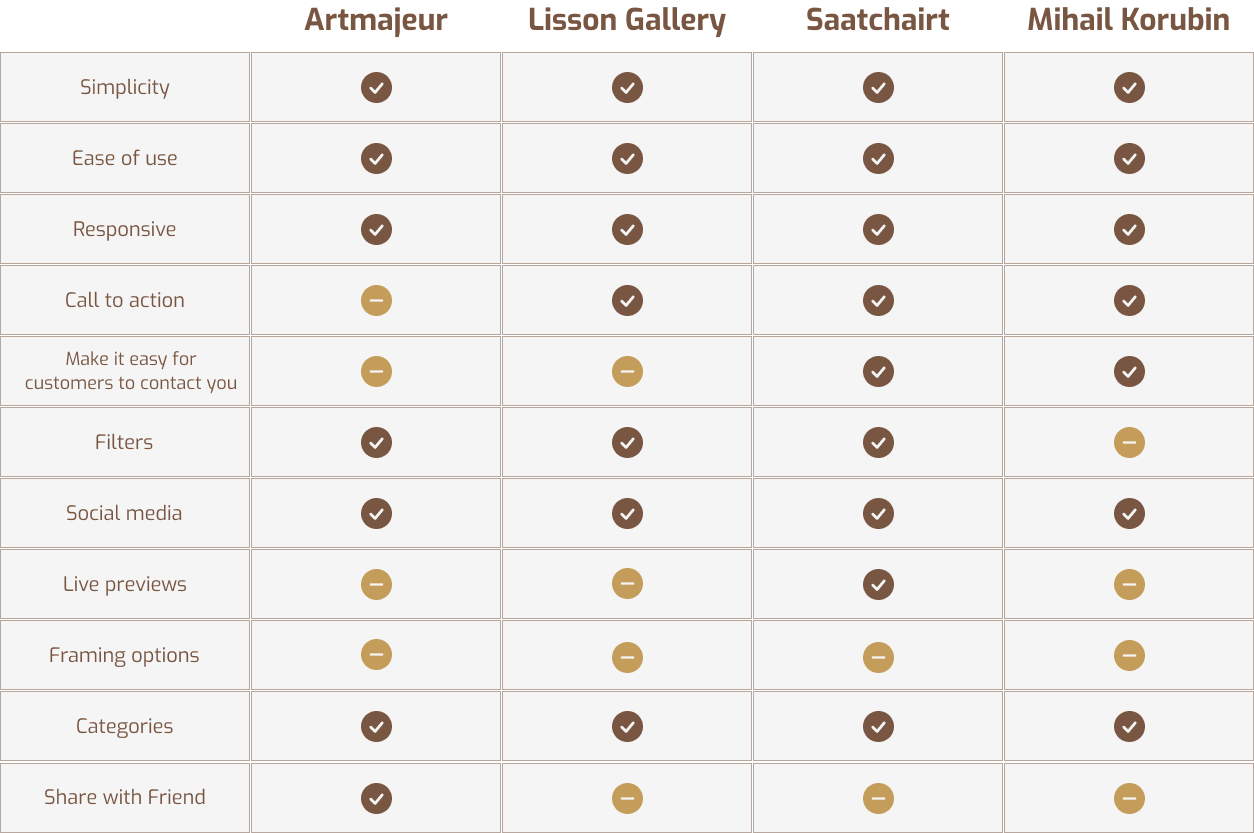 Artmajeur Lisson Gallery Saatchairt Mihail Korubin
Simplicity
Ease of use
Responsive
Call to action
Make it easy for
customers to contact you
Filters
Social media
Live previews
Framing options
Categories
Share with Friend